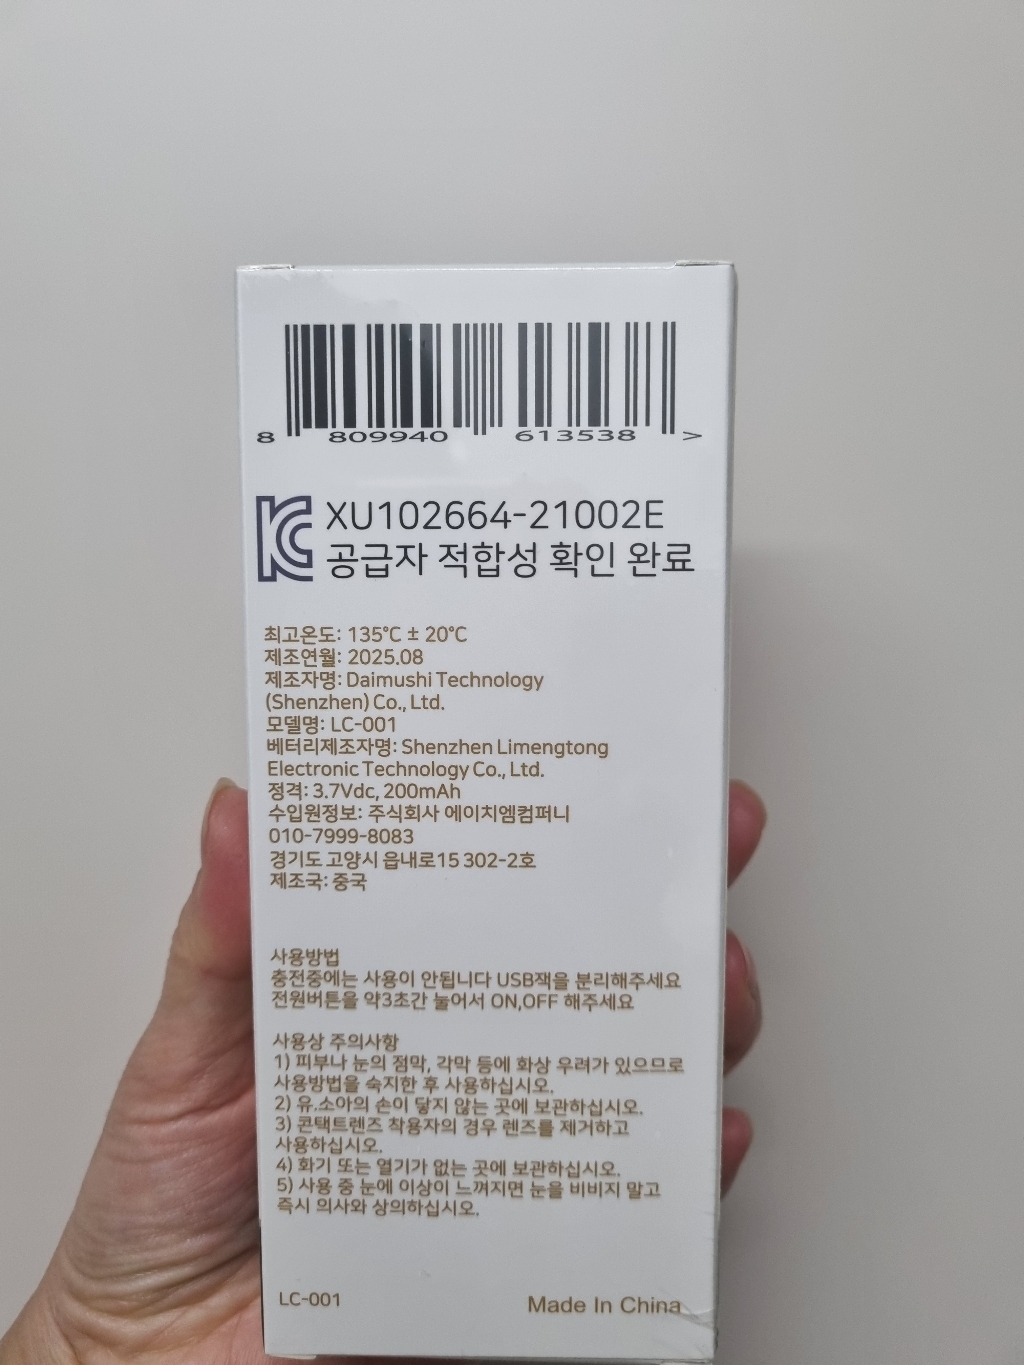 8 809940 613538 >
KC XU102664-21002E
공급자 적합성 확인 완료
최고온도: 135°C ± 20°C
제조연월: 2025.08
제조자명: Daimushi Technology
(Shenzhen) Co., Ltd.
모델명: LC-001
베터리제조자명: Shenzhen Limengtong
Electronic Technology Co., Ltd.
정격: 3.7Vdc, 200mAh
수입원정보: 주식회사 에이치엠컴퍼니
010-7999-8083
경기도 고양시 읍내로15 302-2호
제조국: 중국
사용방법
충전중에는 사용이 안됩니다 USB잭을 분리해주세요
전원버튼을 약3초간 눌어서 ON,OFF 해주세요
사용상 주의사항
1) 피부나 눈의 점막, 각막 등에 화상 우려가 있으므로
사용방법을 숙지한 후 사용하십시오.
2) 유.소아의 손이 닿지 않는 곳에 보관하십시오.
3) 콘택트렌즈 착용자의 경우 렌즈를 제거하고
사용하십시오.
4) 화기 또는 열기가 없는 곳에 보관하십시오.
5) 사용 중 눈에 이상이 느껴지면 눈을 비비지 말고
즉시 의사와 상의하십시오.
LC-001
Made In China